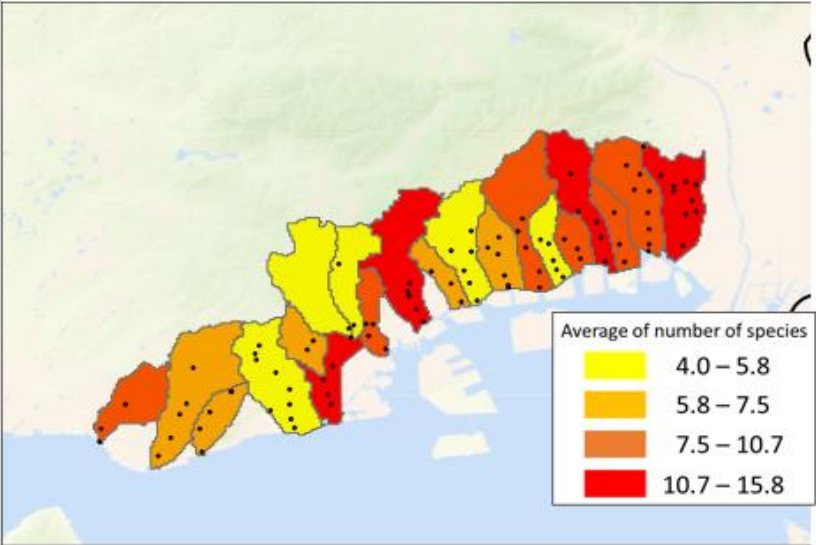 Average of number of species
4.0 – 5.8
5.8 – 7.5
7.5 – 10.7
10.7 – 15.8